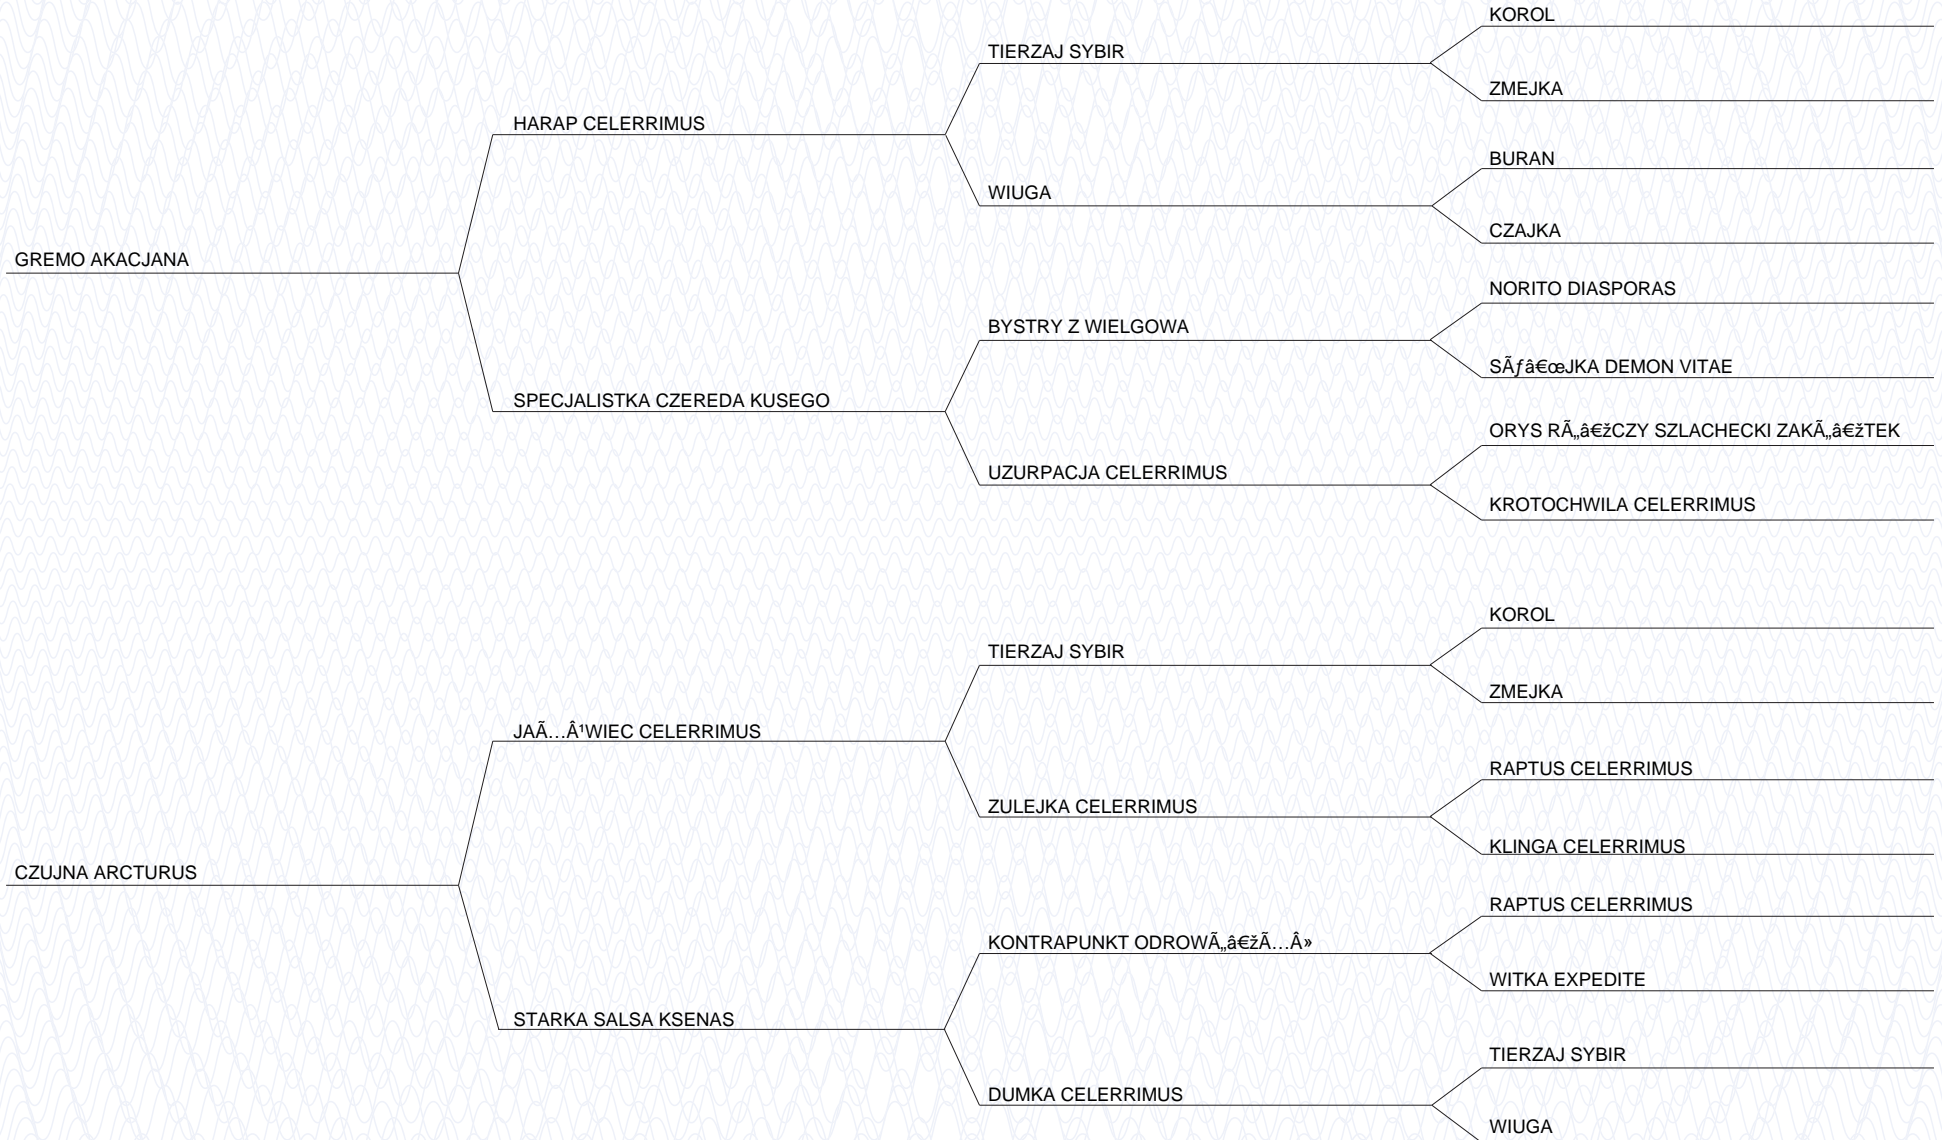 KOROL
TIERZAJ SYBIR
ZMEJKA
HARAP CELERRIMUS
BURAN
WIUGA
CZAJKA
GREMO AKACJANA
NORITO DIASPORAS
BYSTRY Z WIELGOWA
SÃƒâ€œJKA DEMON VITAE
SPECJALISTKA CZEREDA KUSEGO
ORYS RÃ„â€žCZY SZLACHECKI ZAKÃ„â€žTEK
UZURPACJA CELERRIMUS
KROTOCHWILA CELERRIMUS
KOROL
TIERZAJ SYBIR
ZMEJKA
JAÃ…Â¹WIEC CELERRIMUS
RAPTUS CELERRIMUS
ZULEJKA CELERRIMUS
KLINGA CELERRIMUS
CZUJNA ARCTURUS
RAPTUS CELERRIMUS
KONTRAPUNKT ODROWÃ„â€žÃ…Â»
WITKA EXPEDITE
STARKA SALSA KSENAS
TIERZAJ SYBIR
DUMKA CELERRIMUS
WIUGA